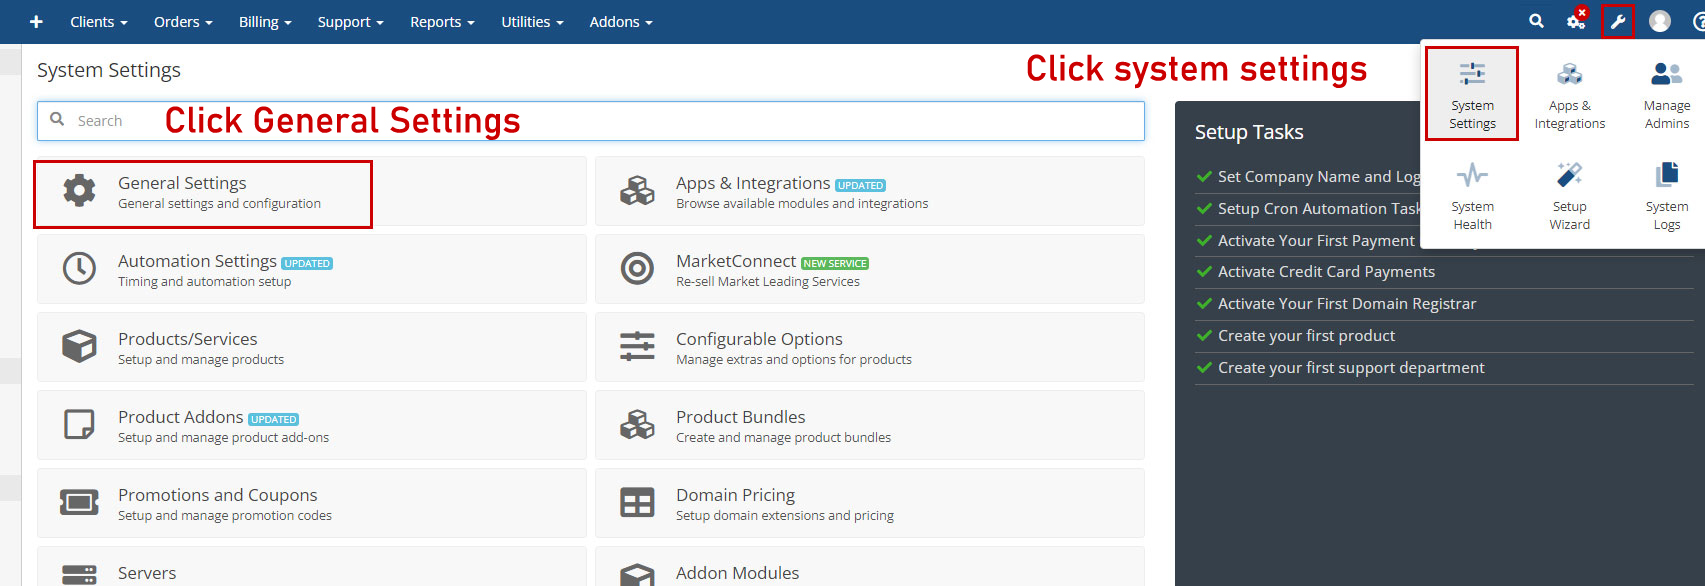 Clients Orders Billing Support Reports Utilities Addons
System Settings
Click system settings
Search
Click General Settings
General Settings
General settings and configuration
Apps & Integrations UPDATED
Browse available modules and integrations
Automation Settings UPDATED
Timing and automation setup
MarketConnect NEW SERVICE
Re-sell Market Leading Services
Products/Services
Setup and manage products
Configurable Options
Manage extras and options for products
Product Addons UPDATED
Setup and manage product add-ons
Product Bundles
Create and manage product bundles
Promotions and Coupons
Setup and manage promotion codes
Domain Pricing
Setup domain extensions and pricing
Servers
Addon Modules
Setup Tasks
Set Company Name and Log
Setup Cron Automation Task
Activate Your First Payment
Activate Credit Card Payments
Activate Your First Domain Registrar
Create your first product
Create your first support department
System
Settings
Apps &
Integrations
Manage
Admins
System
Health
Setup
Wizard
System
Logs